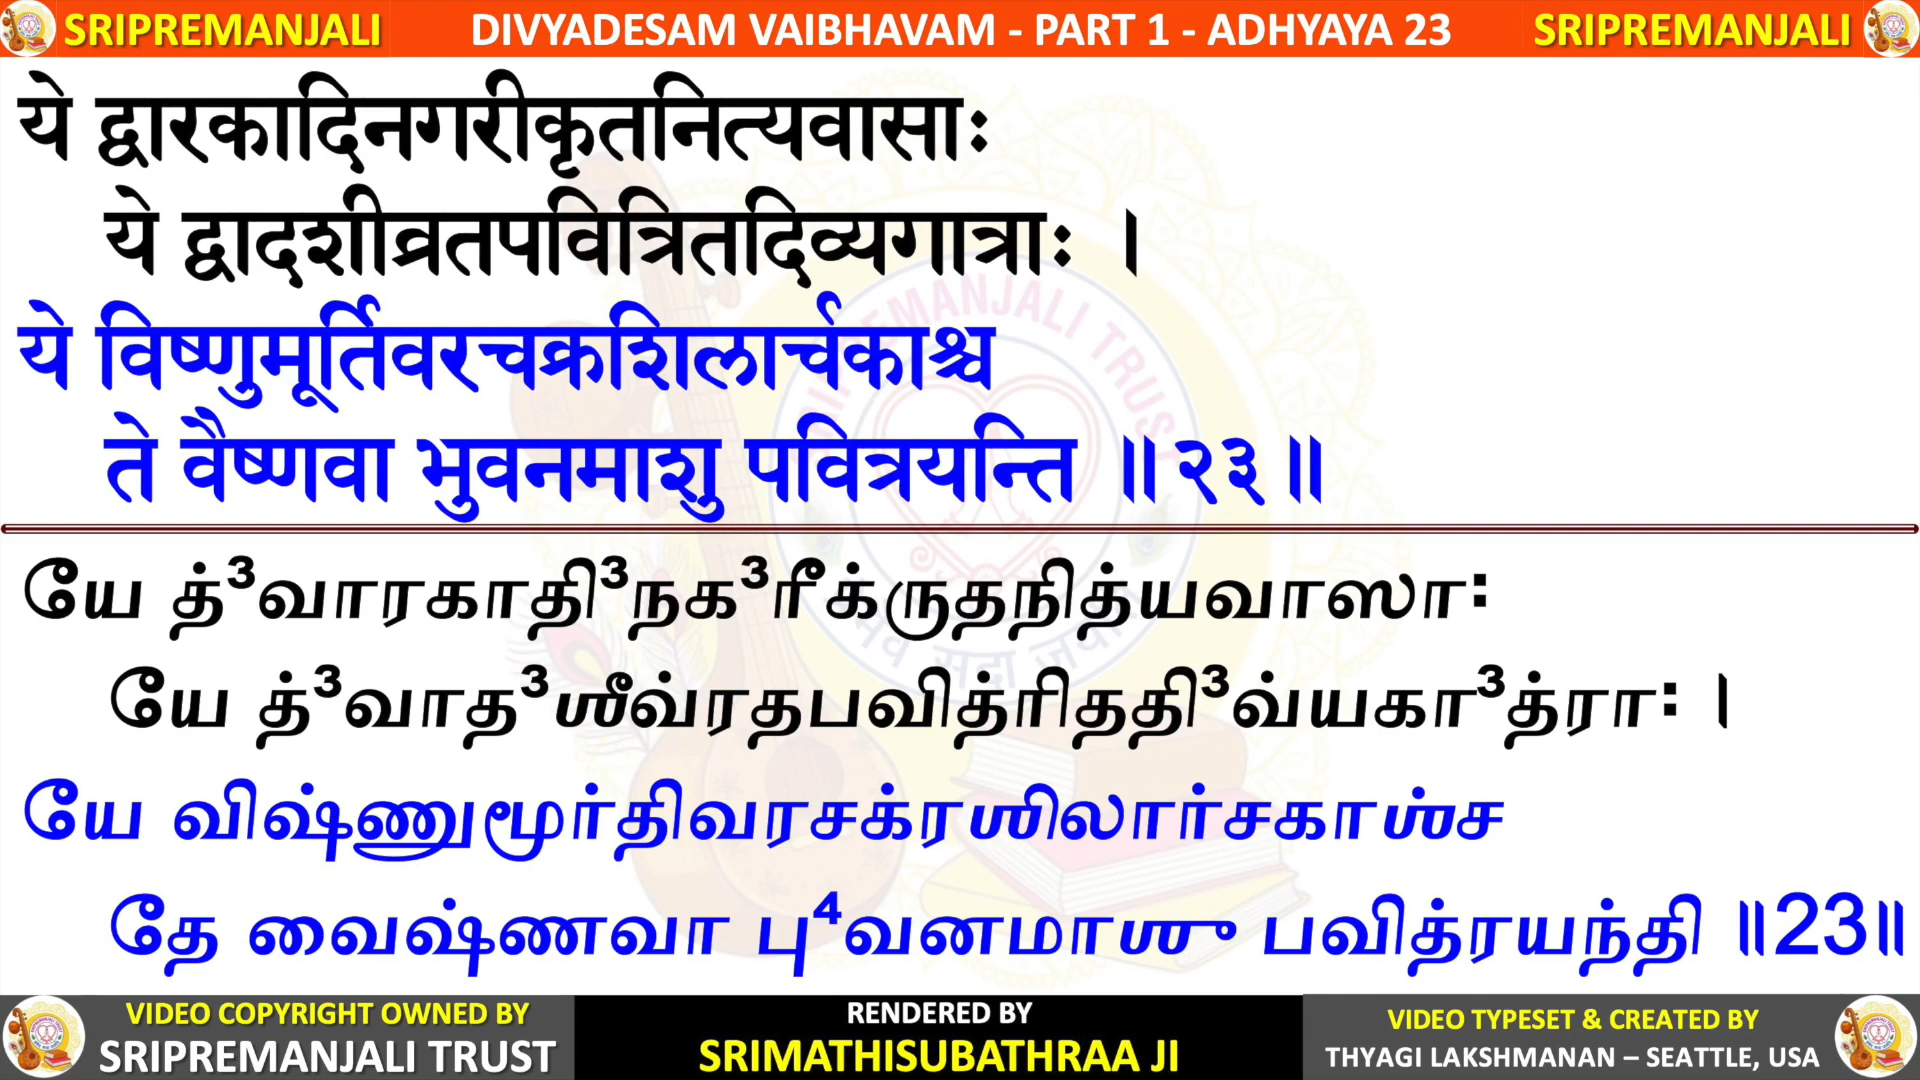 SRIPREMANJALI DIVYADESAM VAIBHAVAM - PART 1 - ADHYAYA 23 SRIPREMANJALI
ये द्वारकादिनगरीकृतनित्यवासाः
ये द्वादशीव्रतपवित्रितदिव्यगात्राः ।
ये विष्णुमूर्तिवरचक्रशिलार्चकाश्च
ते वैष्णवा भुवनमाशु पवित्रयन्ति ॥२३॥
யே த்³வாரகாதி³நக³ரீக்ருதநித்யவாஸா:
யே த்³வாத³ஶீவ்ரதபவித்ரிததி³வ்யகா³த்ரா: ।
யே விஷ்ணுமூர்திவரசக்ரஶிலார்சகாஶ்ச
தே வைஷ்ணவா பு⁴வனமாஶு பவித்ரயந்தி ॥23॥
VIDEO COPYRIGHT OWNED BY
SRIPREMANJALI TRUST
RENDERED BY
SRIMATHISUBATHRAA JI
VIDEO TYPESET & CREATED BY
THYAGI LAKSHMANAN – SEATTLE, USA